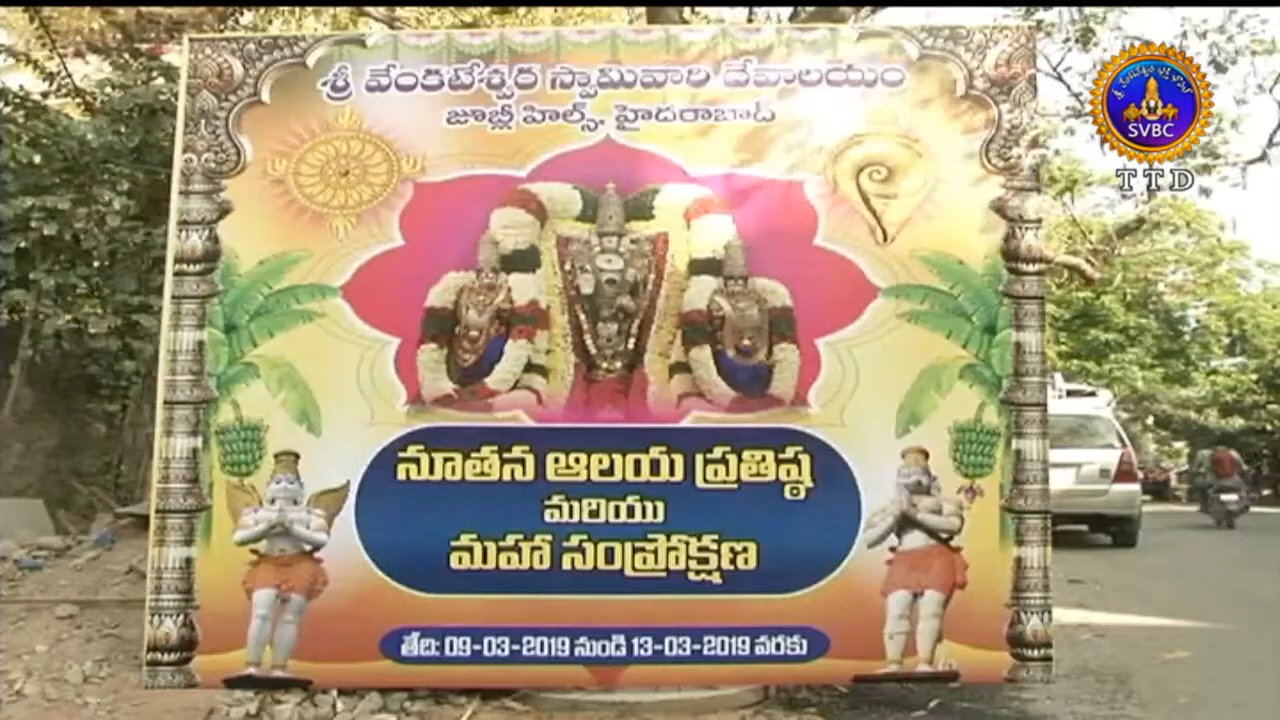 శ్రీ వేంకటేశ్వర స్వామివారి దేవాలయం
జూబ్లీ హిల్స్, హైదరాబాద్
నూతన ఆలయ ప్రతిష్ఠ
మరియు
మహా సంప్రోక్షణ
తేది: 09-03-2019 నుండి 13-03-2019 వరకు
SVBC
TTD